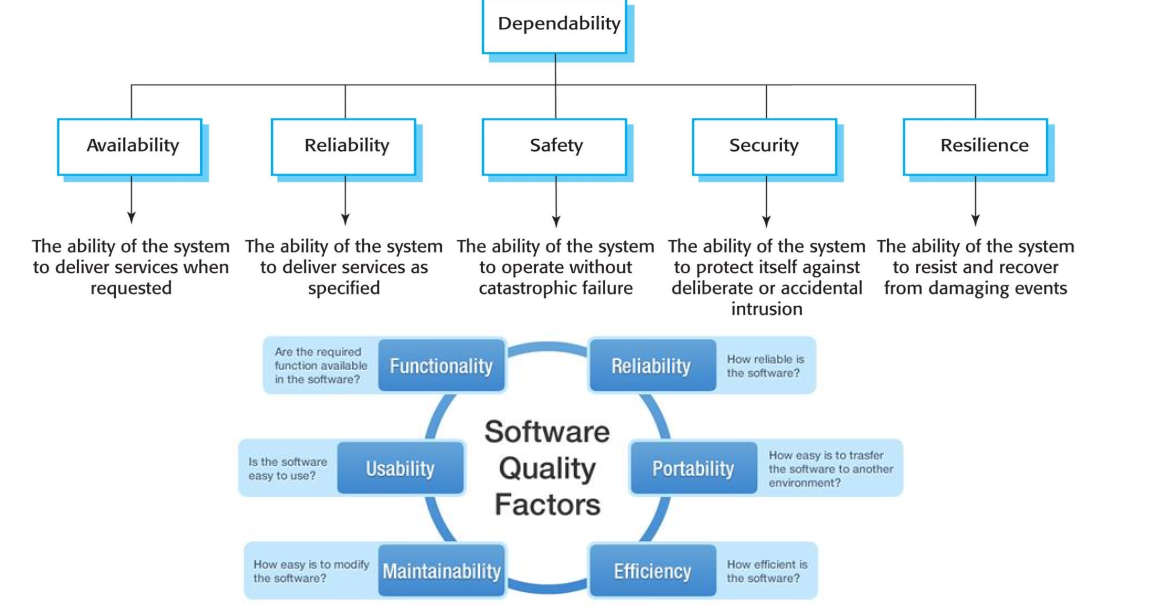 Dependability
Availability
Reliability
Safety
Security
Resilience
The ability of the system
to deliver services when
requested
The ability of the system
to deliver services as
specified
The ability of the system
to operate without
catastrophic failure
The ability of the system
to protect itself against
deliberate or accidental
intrusion
The ability of the system
to resist and recover
from damaging events
Are the required
function available
in the software?
Functionality
Reliability
How reliable is
the software?
Software
Quality
Factors
Is the software
easy to use?
Usability
Portability
How easy is to trasfer
the software to another
environment?
How easy is to modify
the software?
Maintainability
Efficiency
How efficient is
the software?